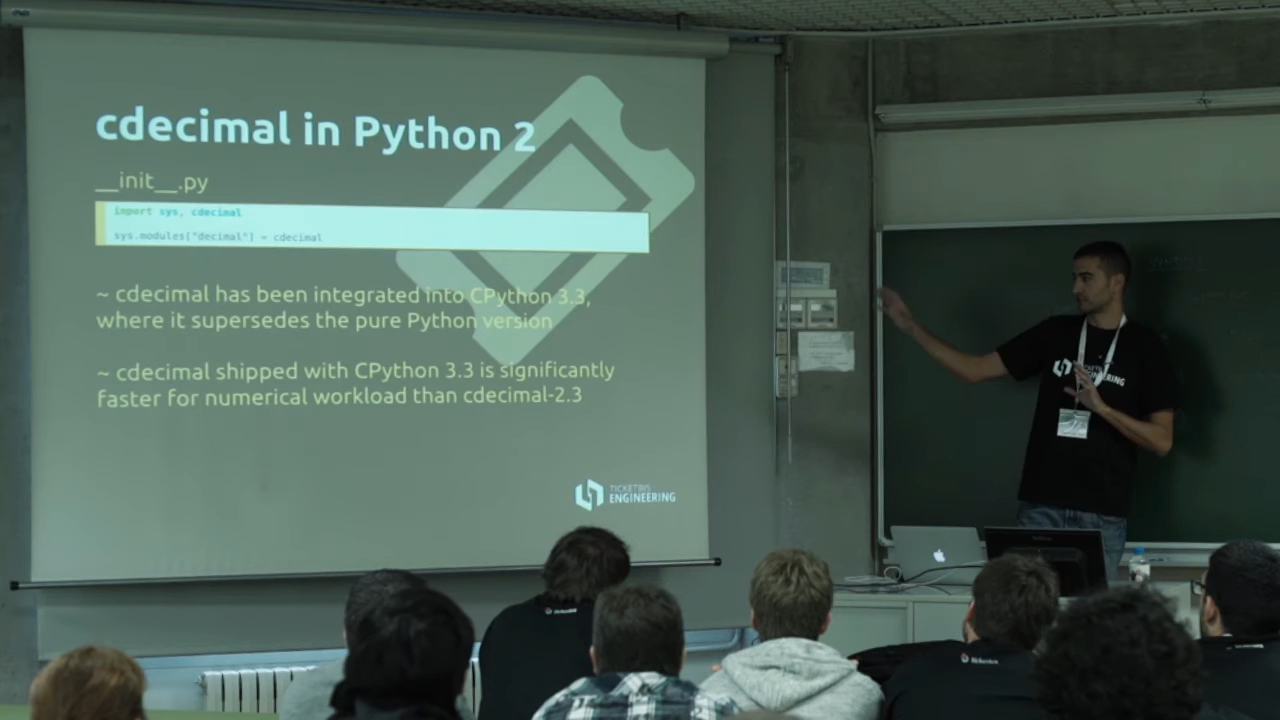 cdecimal in Python 2
__init__.py
import sys, cdecimal
sys.modules["decimal"] = cdecimal
~ cdecimal has been integrated into CPython 3.3,
where it supersedes the pure Python version
~ cdecimal shipped with CPython 3.3 is significantly
faster for numerical workload than cdecimal-2.3
TICKETBIS
ENGINEERING